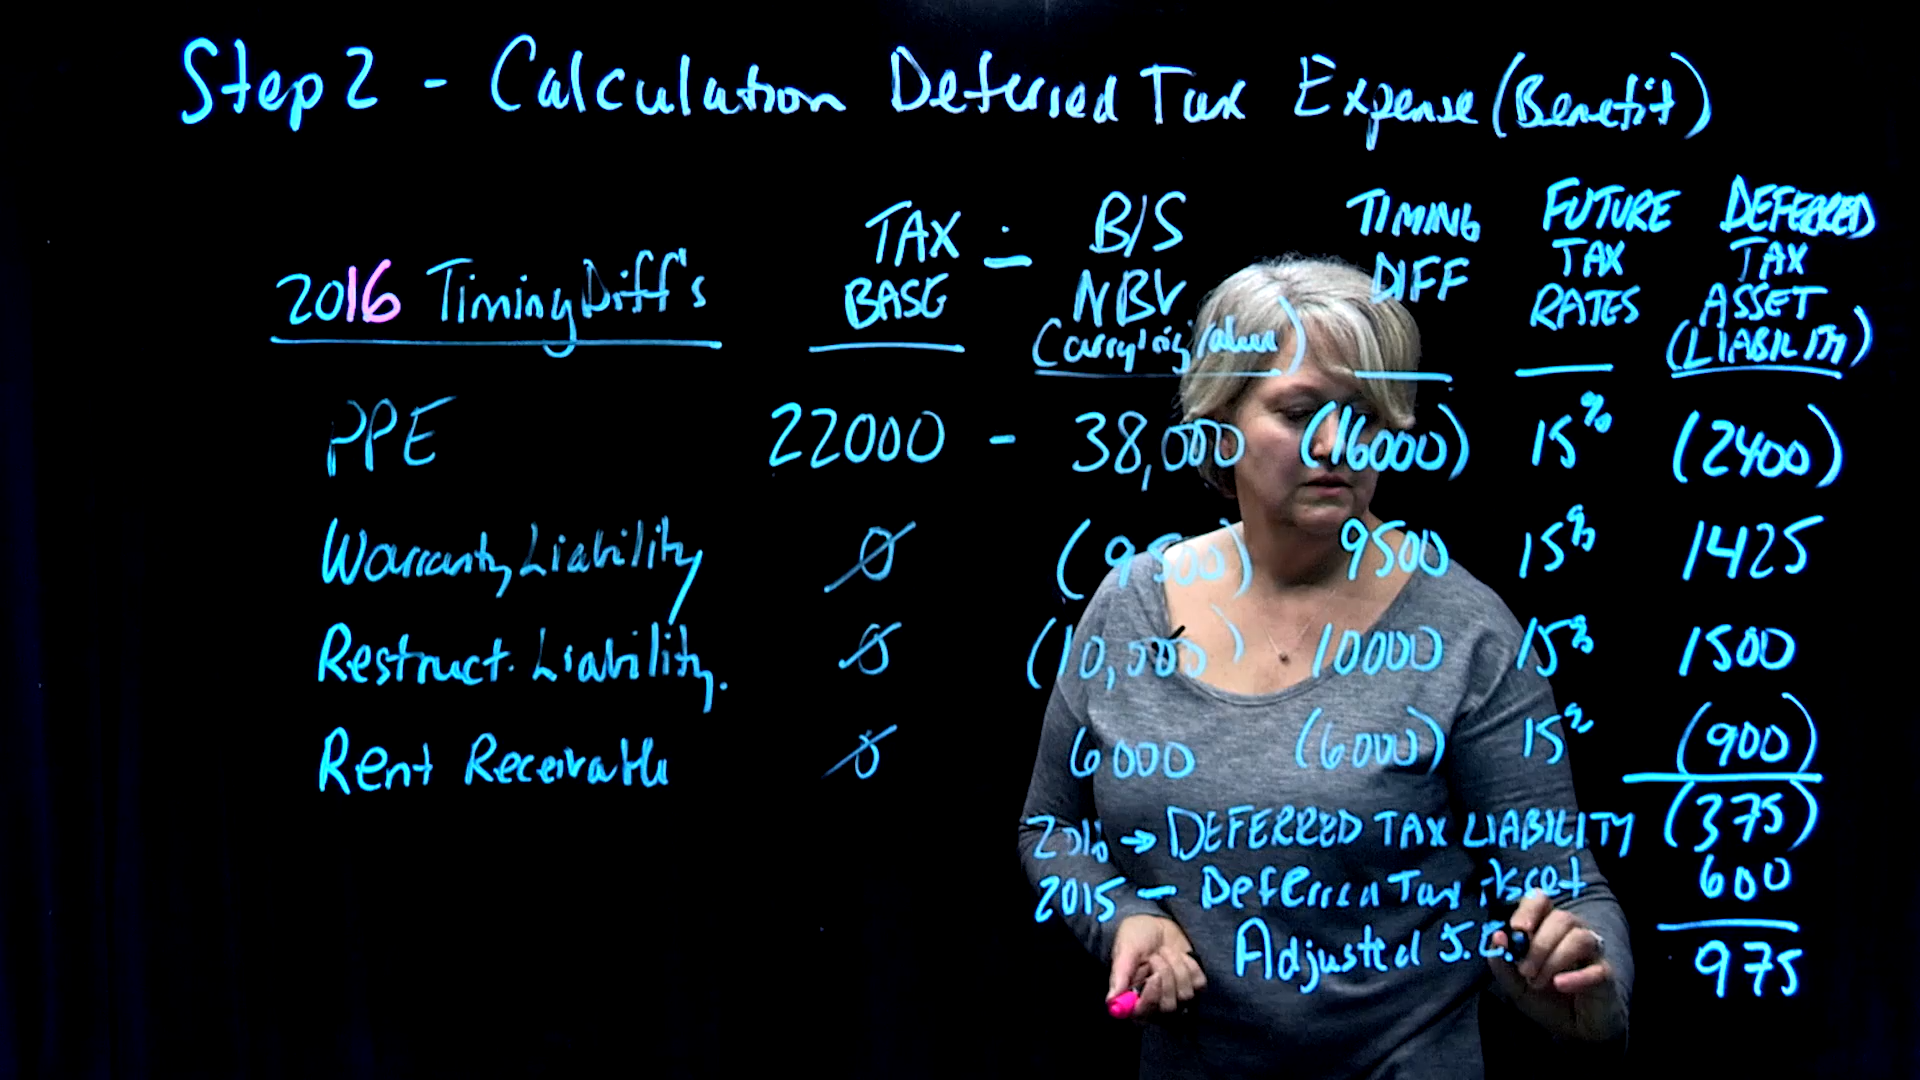 Step 2 - Calculation Deferred Tax Expense (Benefit)
2016 Timing Diff's
TAX BASE
-
B/S NBV (Carrying Value)
TIMING DIFF
FUTURE TAX RATES
DEFERRED TAX ASSET (LIABILITY)
PPE 22000 - 38,000 (16000) 15% (2400)
Warranty Liability 0 (9500) 9500 15% 1425
Restruct. Liability. 0 (10,000) 10000 15% 1500
Rent Receivable 0 6000 (6000) 15% (900)
2016 → DEFERRED TAX LIABILITY (375)
2015 - Deferred Tax Asset 600
Adjusted J.E. 975